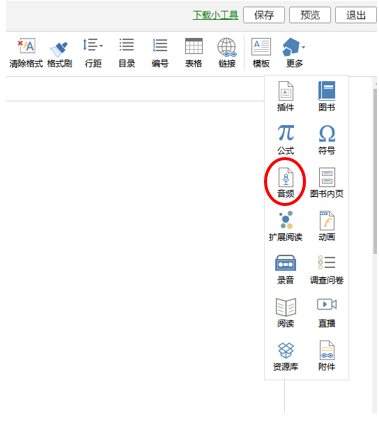 下载小工具 保存 预览 退出
清除格式 格式刷 行距 目录 编号 表格 链接 模板 更多
插件 图书
公式 符号
音频 图书内页
扩展阅读 动画
录音 调查问卷
阅读 直播
资源库 附件